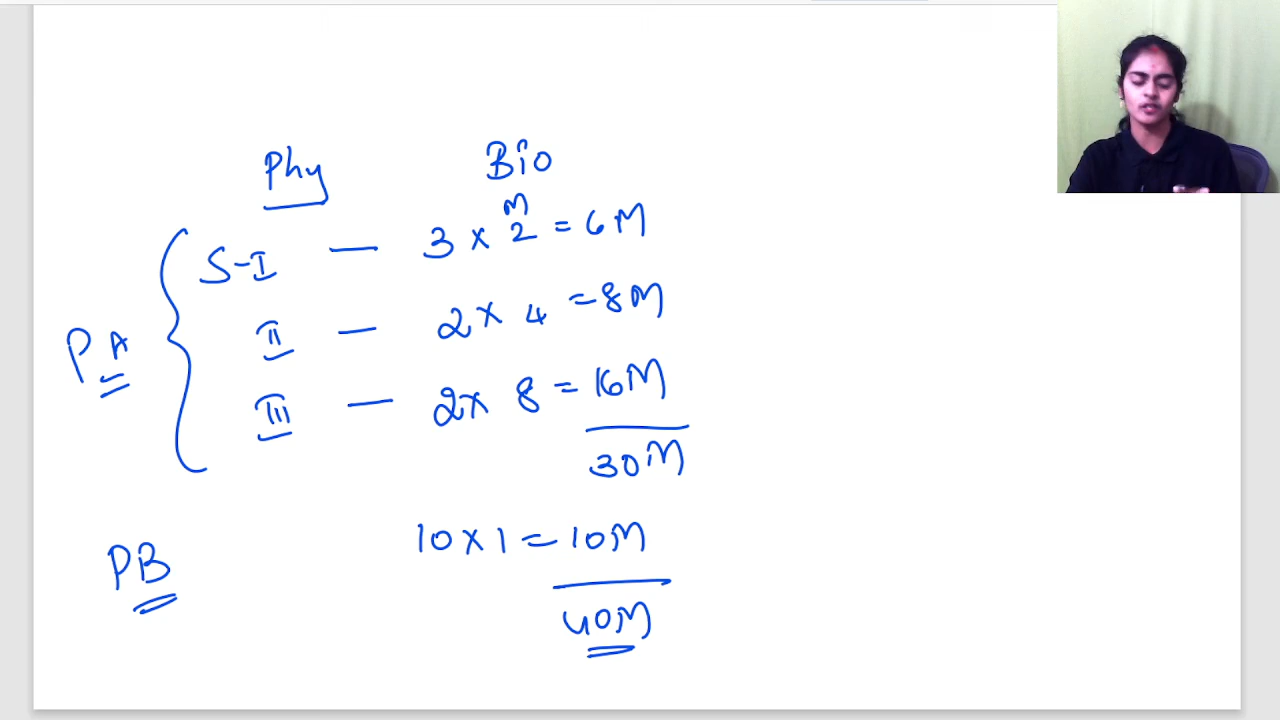 Phy Bio
S-I — 3 x 2 M = 6M
II — 2 x 4 = 8M
PA
III — 2 x 8 = 16M
30M
PB 10 x 1 = 10M
40M